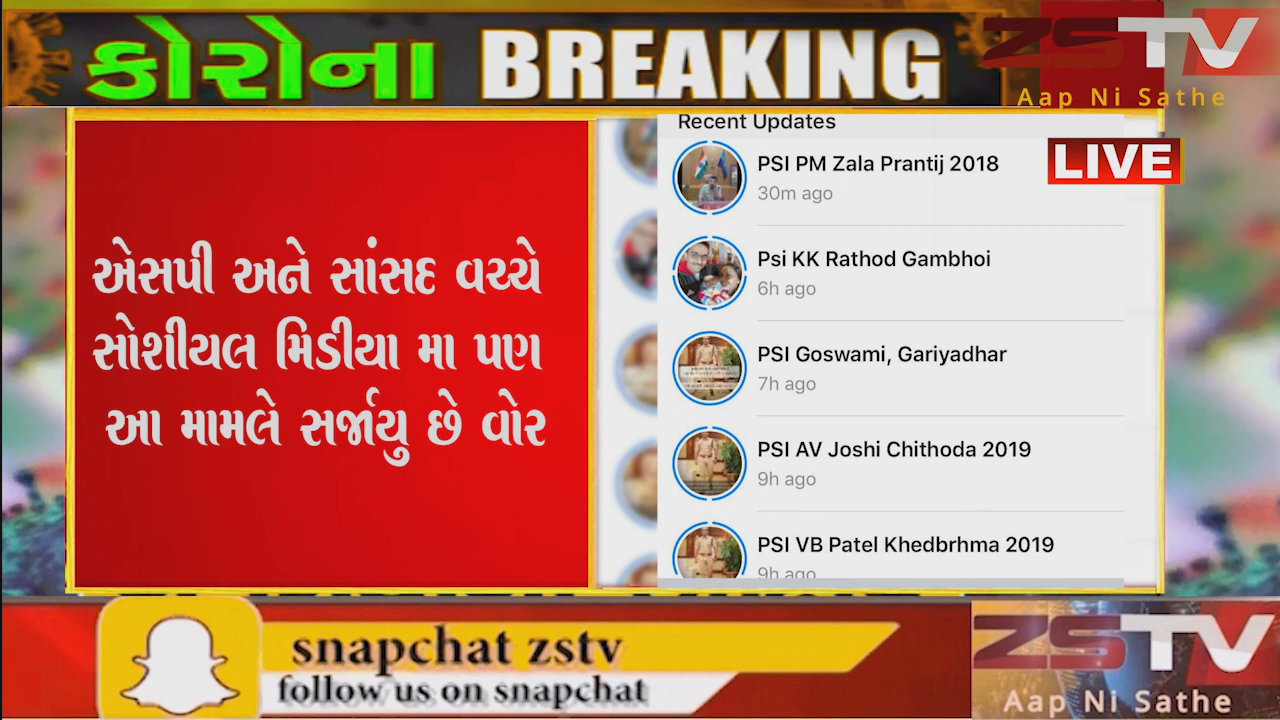 કોરોના BREAKING
ZSTV
Aap Ni Sathe
LIVE
એસપી અને સાંસદ વચ્ચે
સોશીયલ મિડીયા મા પણ
આ મામલે સર્જાયુ છે વોર
Recent Updates
PSI PM Zala Prantij 2018
30m ago
Psi KK Rathod Gambhoi
6h ago
PSI Goswami, Gariyadhar
7h ago
PSI AV Joshi Chithoda 2019
9h ago
PSI VB Patel Khedbrhma 2019
9h ago
snapchat zstv
follow us on snapchat
ZSTV
Aap Ni Sathe